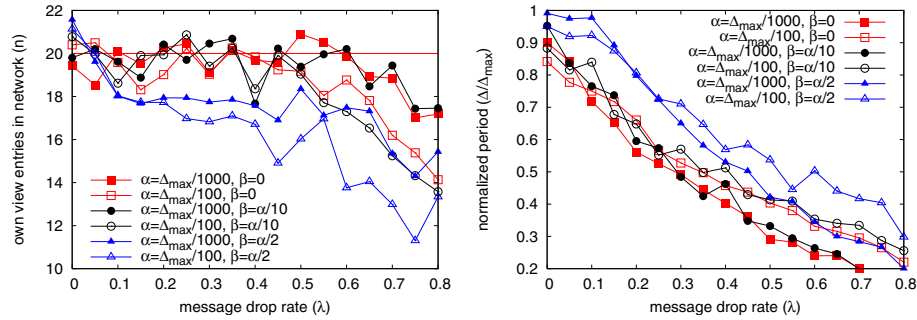 own view entries in network (n)
22
20
18
16
14
12
10
α=Δmax/1000, β=0
α=Δmax/100, β=0
α=Δmax/1000, β=α/10
α=Δmax/100, β=α/10
α=Δmax/1000, β=α/2
α=Δmax/100, β=α/2
0 0.1 0.2 0.3 0.4 0.5 0.6 0.7 0.8
message drop rate (λ)
normalized period (Δ/Δmax)
1
0.9
0.8
0.7
0.6
0.5
0.4
0.3
0.2
α=Δmax/1000, β=0
α=Δmax/100, β=0
α=Δmax/1000, β=α/10
α=Δmax/100, β=α/10
α=Δmax/1000, β=α/2
α=Δmax/100, β=α/2
0 0.1 0.2 0.3 0.4 0.5 0.6 0.7 0.8
message drop rate (λ)